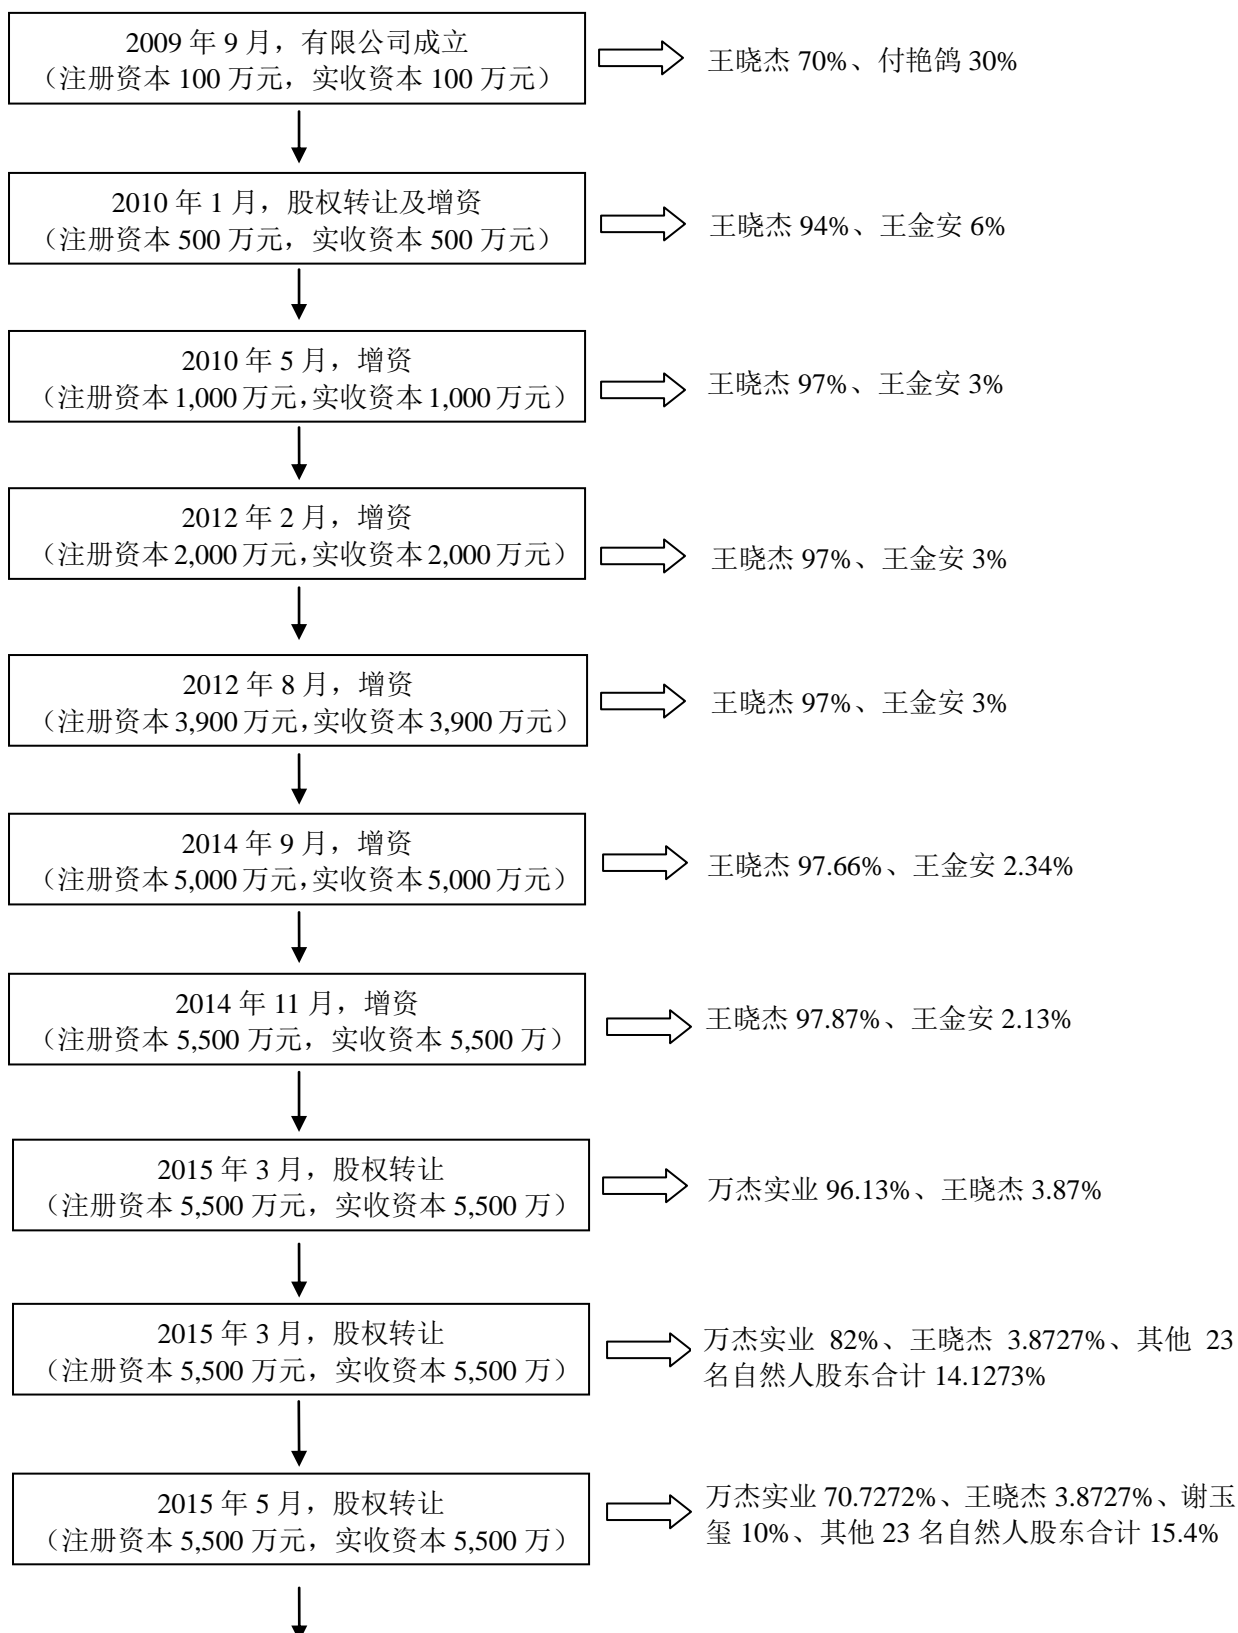 2009 年 9 月，有限公司成立
（注册资本 100 万元，实收资本 100 万元）
王晓杰 70%、付艳鸽 30%
2010 年 1 月，股权转让及增资
（注册资本 500 万元，实收资本 500 万元）
王晓杰 94%、王金安 6%
2010 年 5 月，增资
（注册资本 1,000 万元，实收资本 1,000 万元）
王晓杰 97%、王金安 3%
2012 年 2 月，增资
（注册资本 2,000 万元，实收资本 2,000 万元）
王晓杰 97%、王金安 3%
2012 年 8 月，增资
（注册资本 3,900 万元，实收资本 3,900 万元）
王晓杰 97%、王金安 3%
2014 年 9 月，增资
（注册资本 5,000 万元，实收资本 5,000 万元）
王晓杰 97.66%、王金安 2.34%
2014 年 11 月，增资
（注册资本 5,500 万元，实收资本 5,500 万）
王晓杰 97.87%、王金安 2.13%
2015 年 3 月，股权转让
（注册资本 5,500 万元，实收资本 5,500 万）
万杰实业 96.13%、王晓杰 3.87%
2015 年 3 月，股权转让
（注册资本 5,500 万元，实收资本 5,500 万）
万杰实业 82%、王晓杰 3.8727%、其他 23
名自然人股东合计 14.1273%
2015 年 5 月，股权转让
（注册资本 5,500 万元，实收资本 5,500 万）
万杰实业 70.7272%、王晓杰 3.8727%、谢玉
玺 10%、其他 23 名自然人股东合计 15.4%